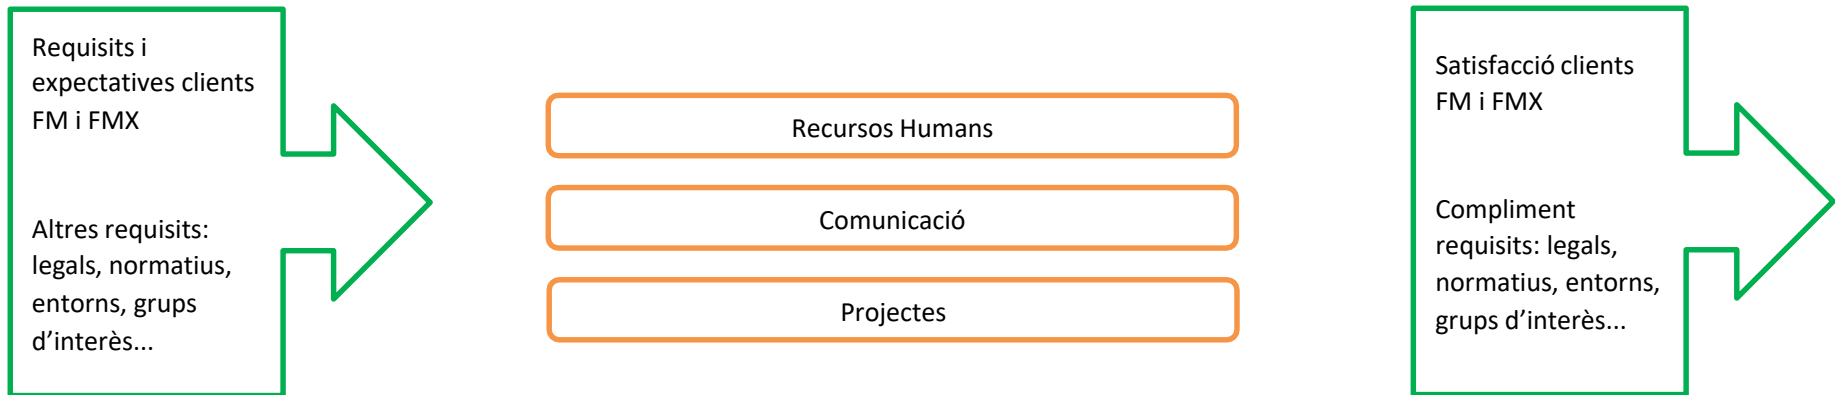 Requisits i
expectatives clients
FM i FMX
Altres requisits:
legals, normatius,
entorns, grups
d’interès...
Recursos Humans
Comunicació
Projectes
Satisfacció clients
FM i FMX
Compliment
requisits: legals,
normatius, entorns,
grups d’interès...